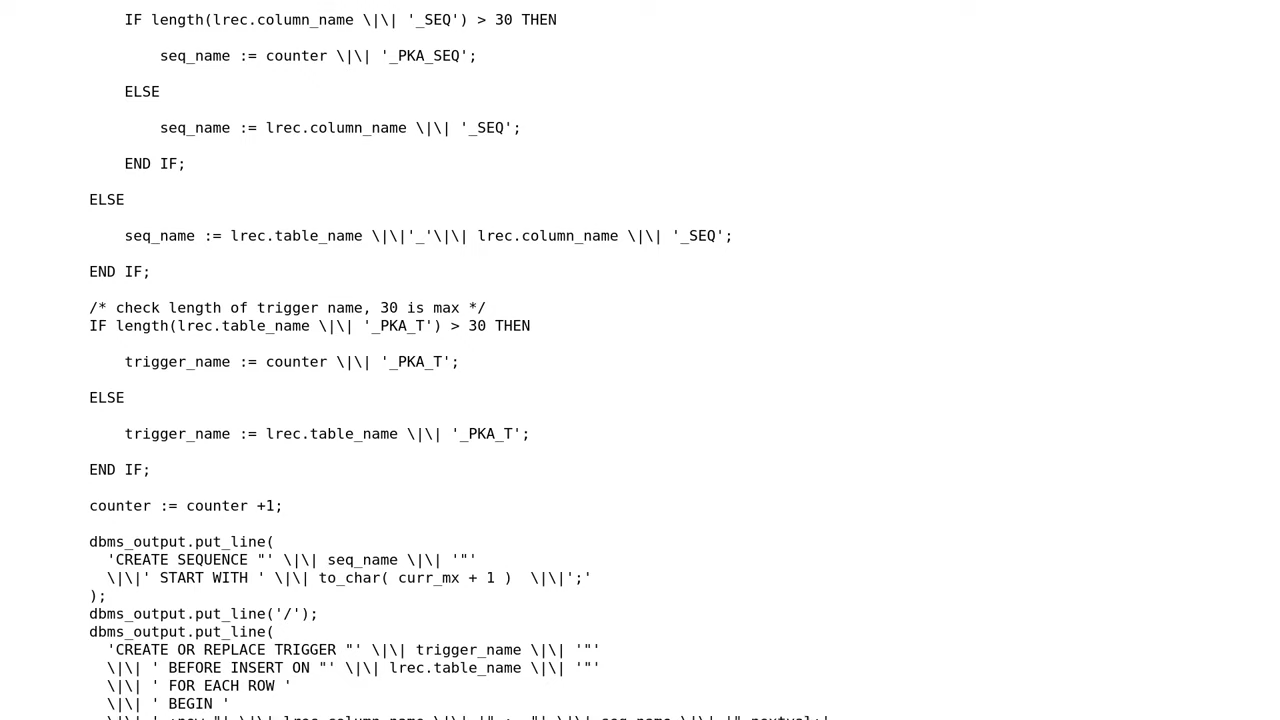 IF length(lrec.column_name \|\| '_SEQ') > 30 THEN
seq_name := counter \|\| '_PKA_SEQ';
ELSE
seq_name := lrec.column_name \|\| '_SEQ';
END IF;
ELSE
seq_name := lrec.table_name \|\|'_'\|\| lrec.column_name \|\| '_SEQ';
END IF;
/* check length of trigger name, 30 is max */
IF length(lrec.table_name \|\| '_PKA_T') > 30 THEN
trigger_name := counter \|\| '_PKA_T';
ELSE
trigger_name := lrec.table_name \|\| '_PKA_T';
END IF;
counter := counter +1;
dbms_output.put_line(
'CREATE SEQUENCE "' \|\| seq_name \|\| '"'
\|\|' START WITH ' \|\| to_char( curr_mx + 1 )  \|\|';'
);
dbms_output.put_line('/');
dbms_output.put_line(
'CREATE OR REPLACE TRIGGER "' \|\| trigger_name \|\| '"'
\|\| ' BEFORE INSERT ON "' \|\| lrec.table_name \|\| '"'
\|\| ' FOR EACH ROW '
\|\| ' BEGIN '